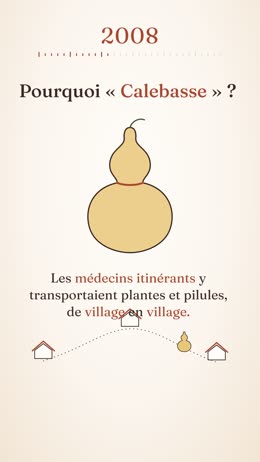 2008
Pourquoi « Calebasse » ?
Les médecins itinérants y
transportaient plantes et pilules,
de village en village.